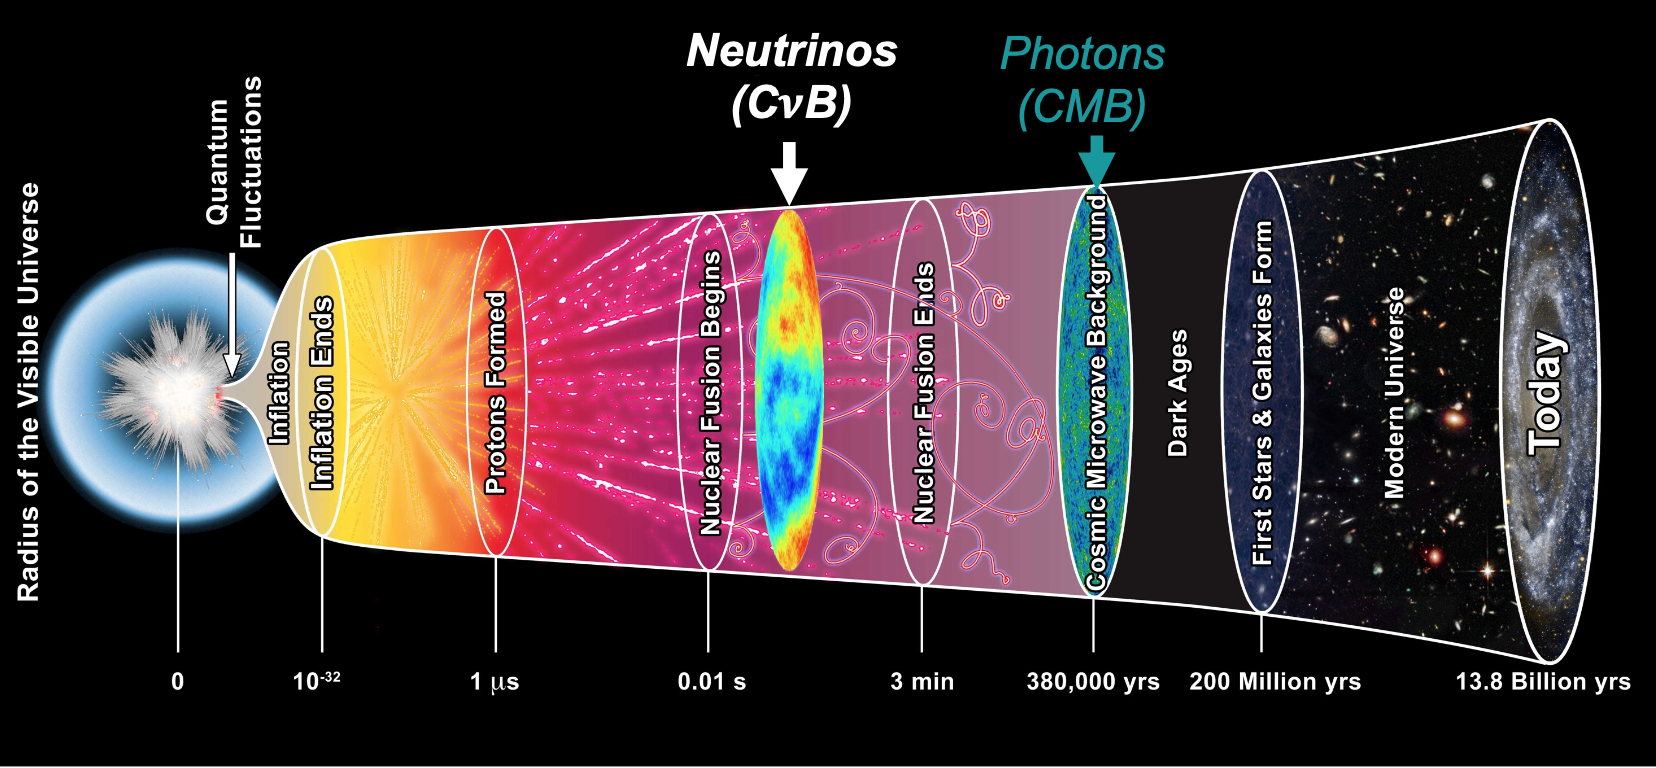 Neutrinos
(CνB)
Photons
(CMB)
Radius of the Visible Universe
Quantum
Fluctuations
Inflation
Inflation Ends
Protons Formed
Nuclear Fusion Begins
Nuclear Fusion Ends
Cosmic Microwave Background
Dark Ages
First Stars & Galaxies Form
Modern Universe
Today
0
10⁻³²
1 μs
0.01 s
3 min
380,000 yrs
200 Million yrs
13.8 Billion yrs